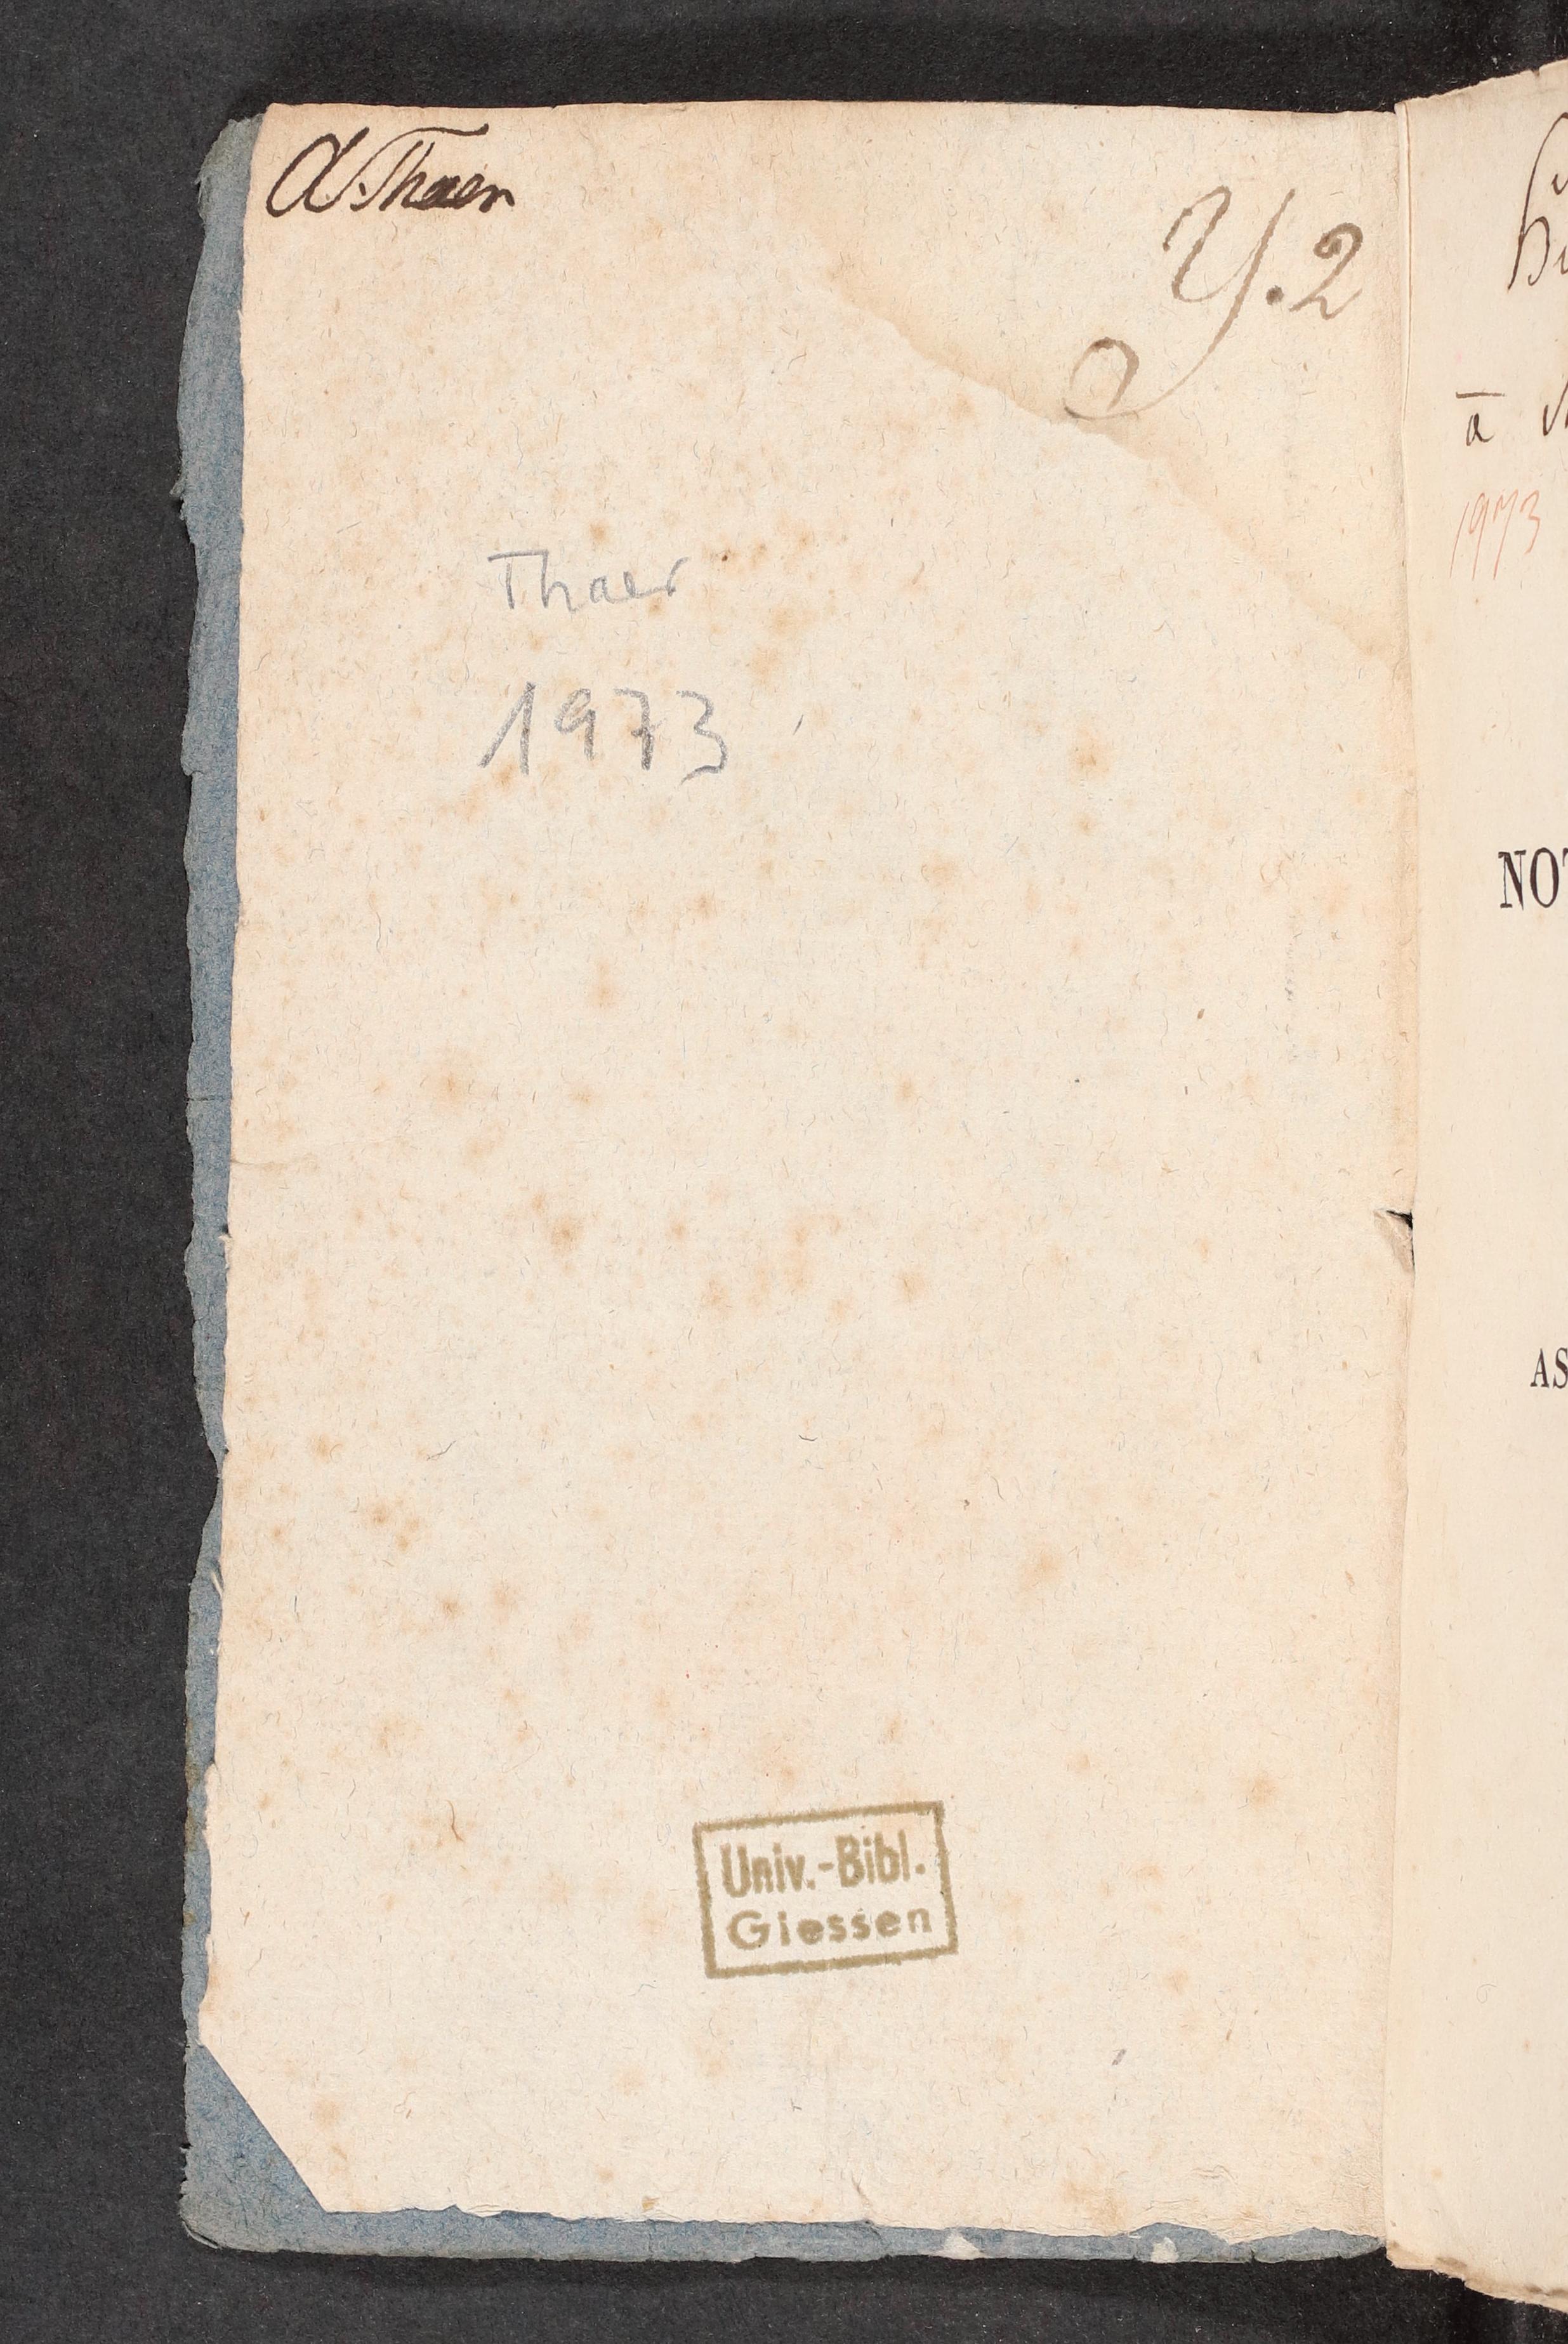 A Thaer
Y.2
Thaer
1973
Univ.-Bibl.
Giessen
a
1973
NO
AS